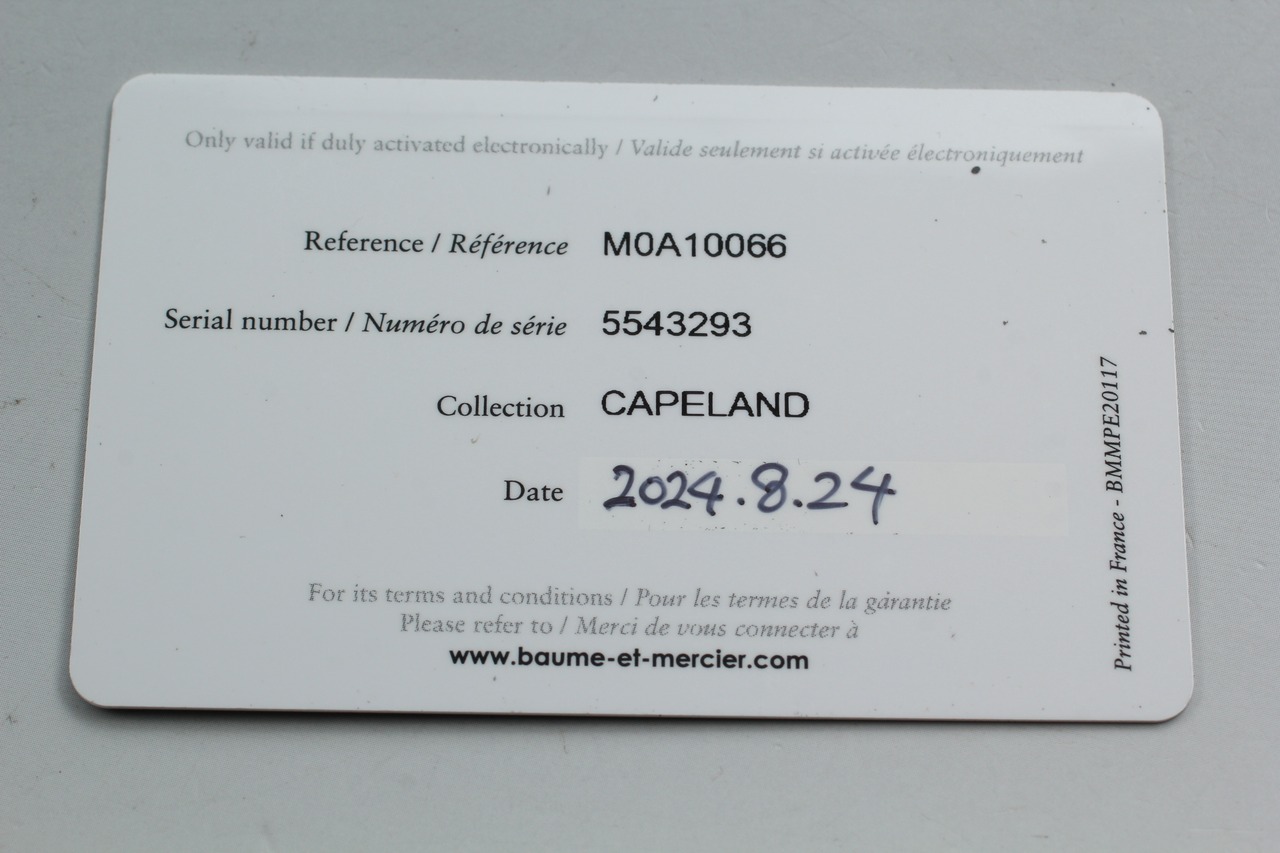 Only valid if duly activated electronically / Valide seulement si activée électroniquement
Reference / Référence M0A10066
Serial number / Numéro de série 5543293
Collection CAPELAND
Date 2024.8.24
For its terms and conditions / Pour les termes de la garantie
Please refer to / Merci de vous connecter à
www.baume-et-mercier.com
Printed in France - BMMPE20117